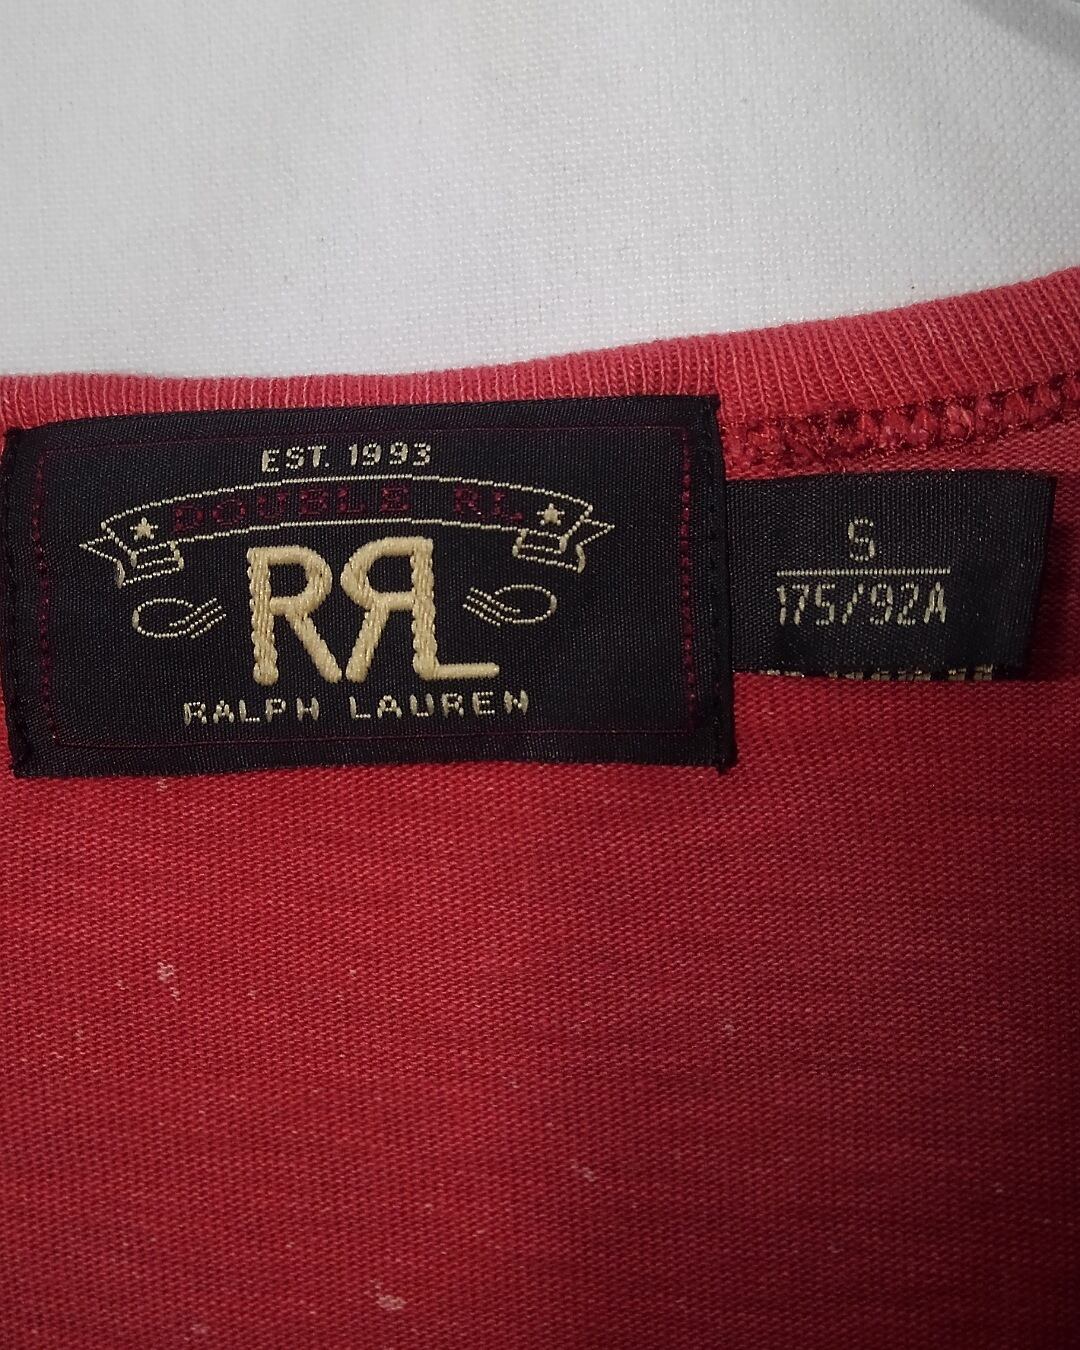 EST. 1993
DOUBLE RL
RRL
RALPH LAUREN
S
175/92A